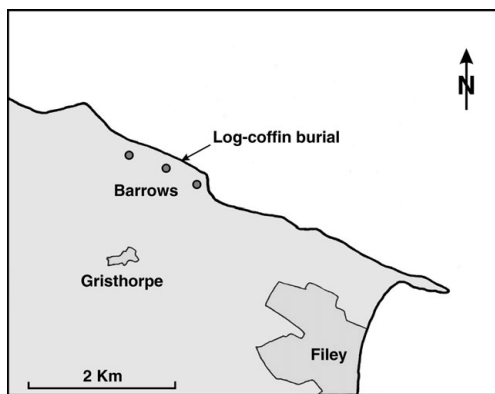 N
Log-coffin burial
Barrows
Gristhorpe
Filey
2 Km